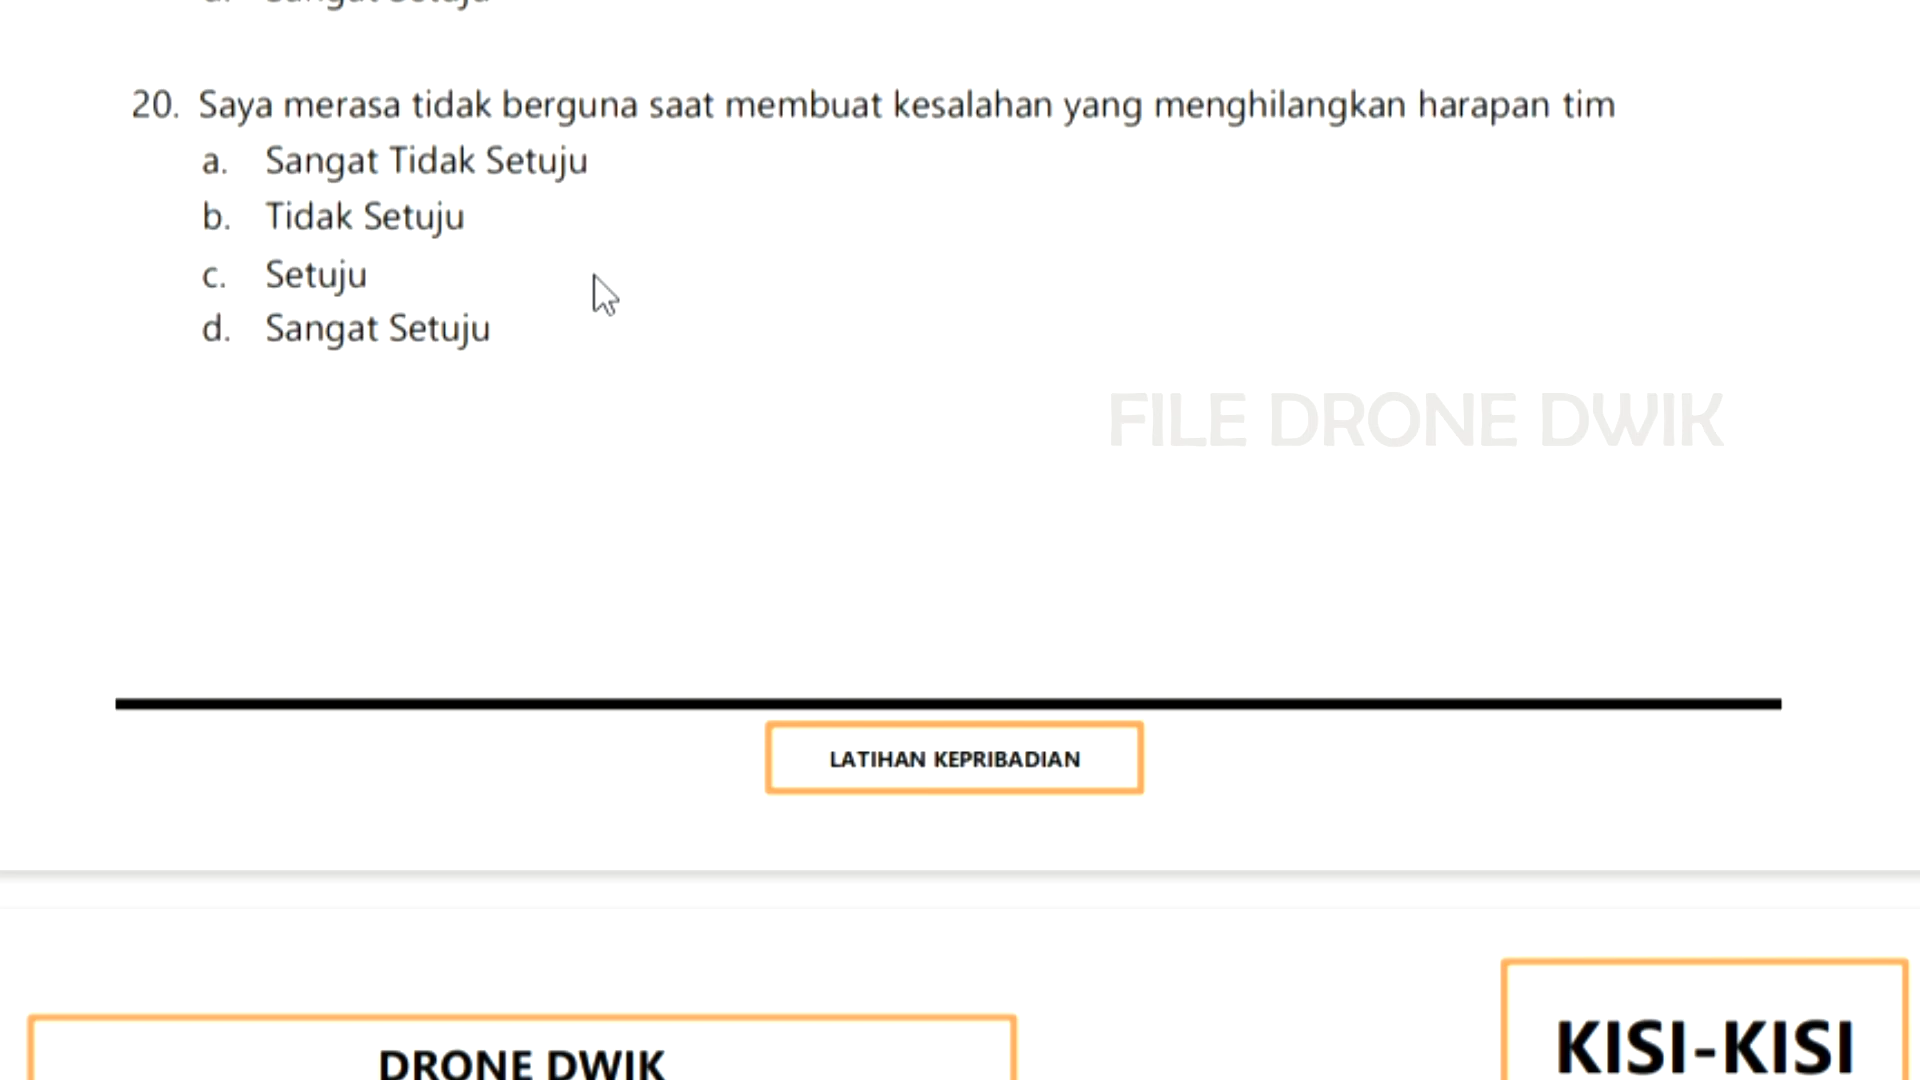 20. Saya merasa tidak berguna saat membuat kesalahan yang menghilangkan harapan tim
a. Sangat Tidak Setuju
b. Tidak Setuju
c. Setuju
d. Sangat Setuju
FILE DRONE DWIK
LATIHAN KEPRIBADIAN
DRONE DWIK
KISI-KISI